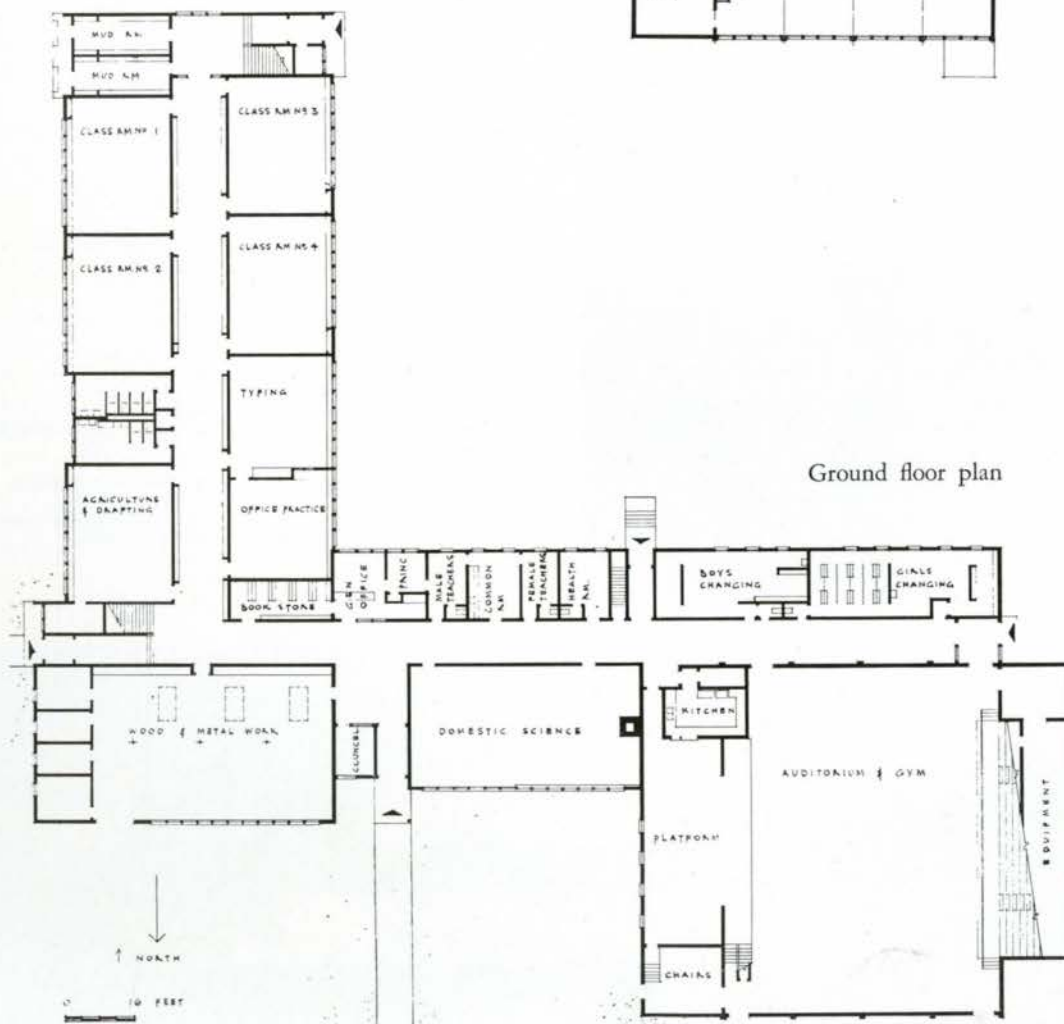 MUD RM
MUD RM
CLASS RM Nº 1
CLASS RM Nº 3
CLASS RM Nº 2
CLASS RM Nº 4
TYPING
AGRICULTURE
& DRAFTING
OFFICE PRACTICE
BOOK STORE
GEN
OFFICE
PRINC
MALE
TEACHERS
COMMON
RM
FEMALE
TEACHERS
HEALTH
RM.
Ground floor plan
BOYS
CHANGING
GIRLS
CHANGING
WOOD & METAL WORK
COUNCEL
DOMESTIC SCIENCE
KITCHEN
PLATFORM
AUDITORIUM & GYM
EQUIPMENT
CHAIRS
↑ NORTH
0 16 FEET